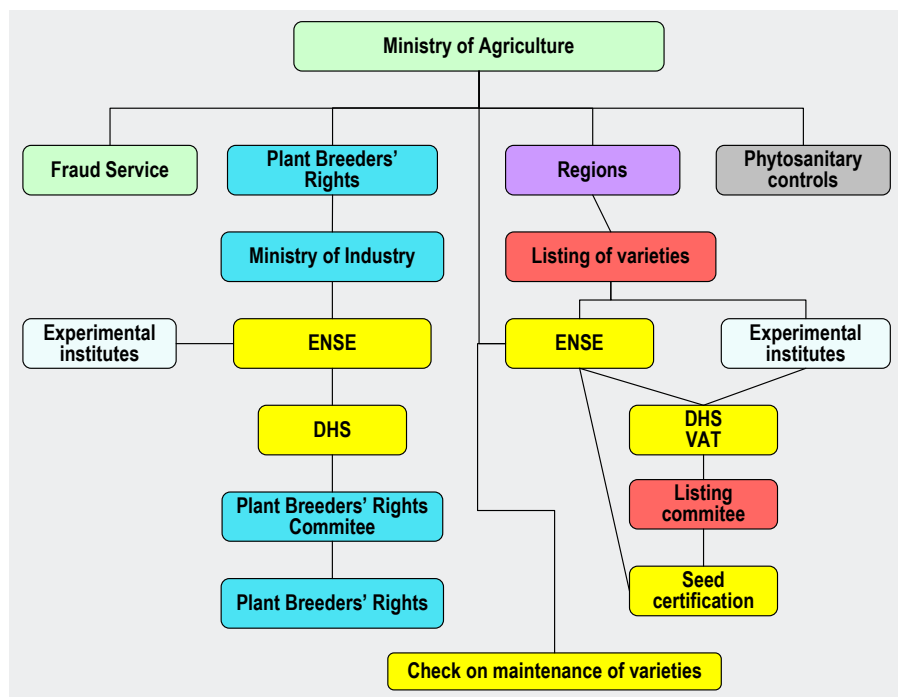 Ministry of Agriculture
Fraud Service
Plant Breeders’
Rights
Regions
Phytosanitary
controls
Ministry of Industry
Listing of varieties
Experimental
institutes
ENSE
ENSE
Experimental
institutes
DHS
DHS
VAT
Plant Breeders’ Rights
Commitee
Listing
commitee
Plant Breeders’ Rights
Seed
certification
Check on maintenance of varieties